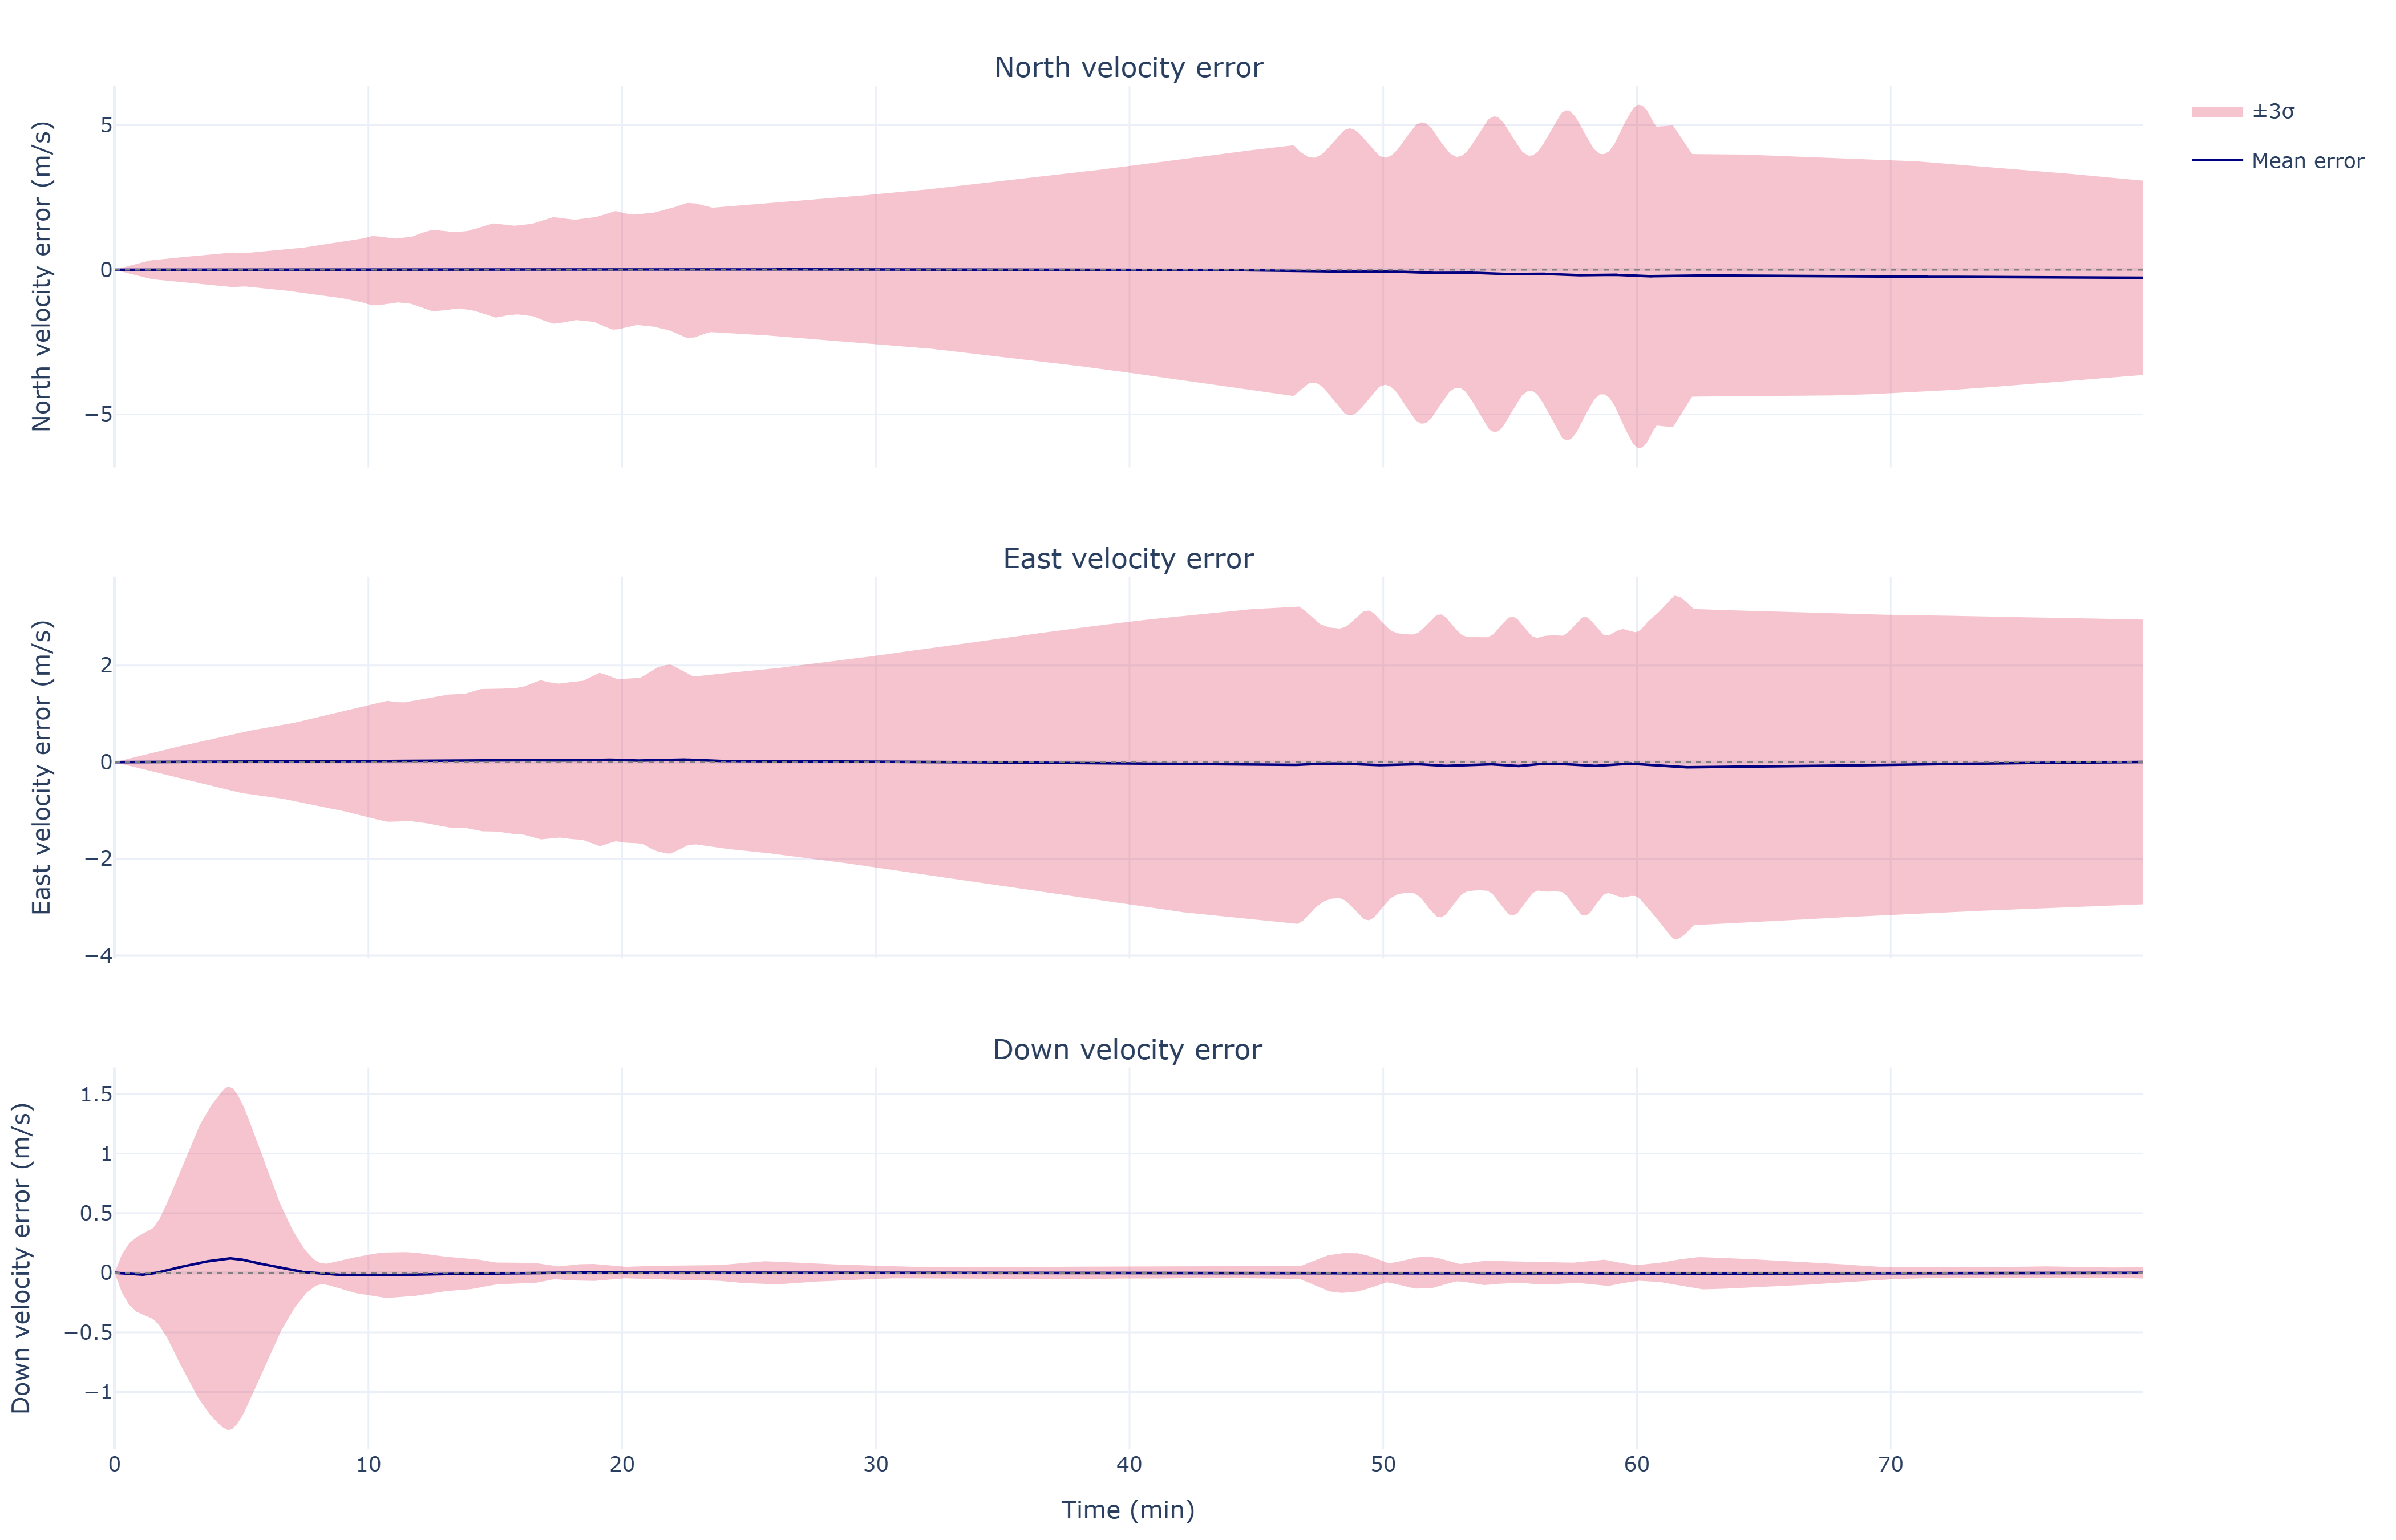 North velocity error
North velocity error (m/s)
5
0
−5
±3σ
Mean error
East velocity error
East velocity error (m/s)
2
0
−2
−4
Down velocity error
Down velocity error (m/s)
1.5
1
0.5
0
−0.5
−1
0 10 20 30 40 50 60 70
Time (min)